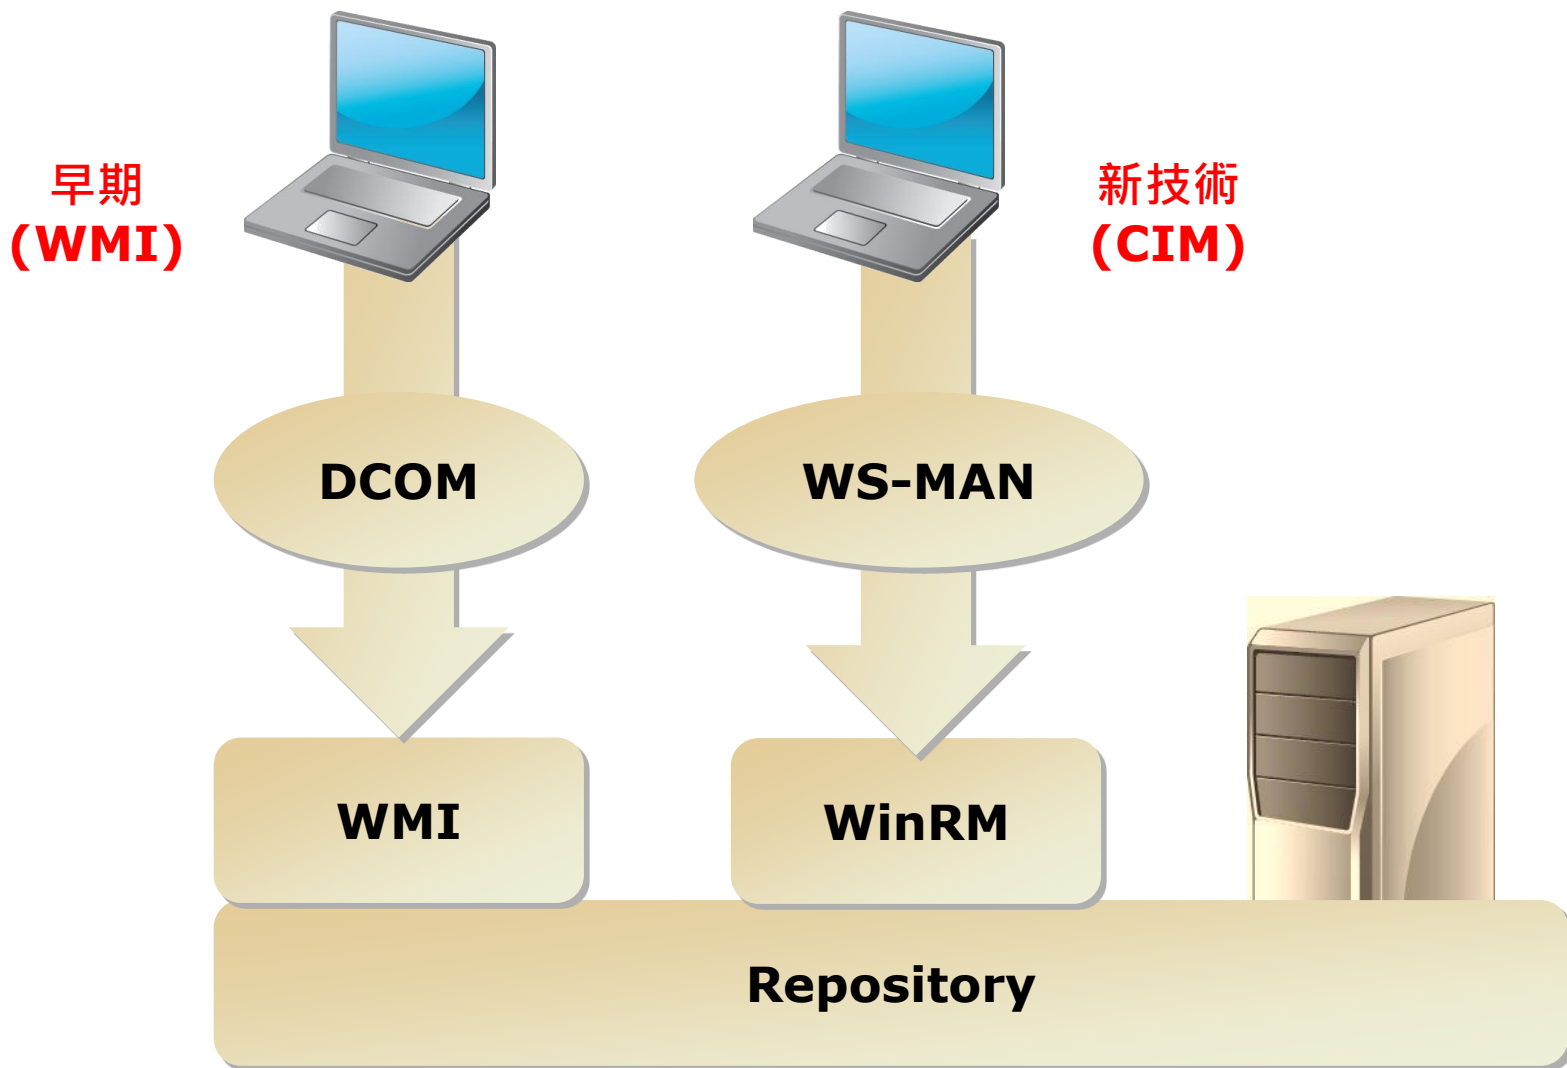 早期
(WMI)
新技術
(CIM)
DCOM
WS-MAN
WMI
WinRM
Repository